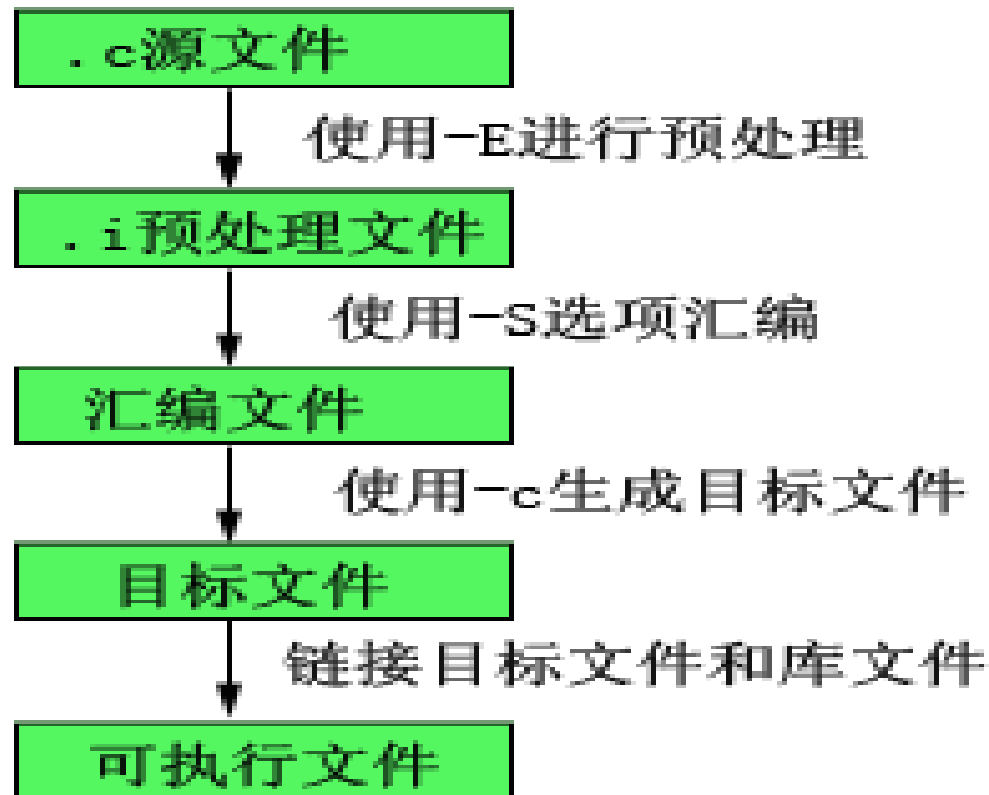 .c源文件
使用-E进行预处理
.i预处理文件
使用-S选项汇编
汇编文件
使用-c生成目标文件
目标文件
链接目标文件和库文件
可执行文件